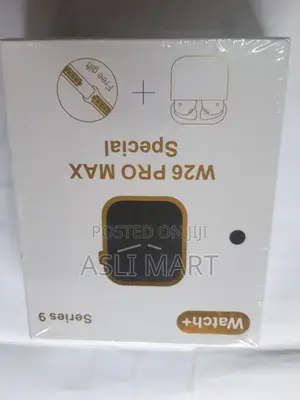 Watch+
Series 9
W26 PRO MAX
Special
+
Free gift
POSTED ON JIJI
ASLI MART